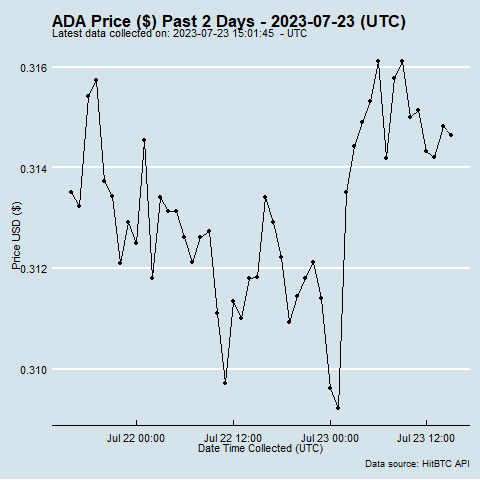 ADA Price ($) Past 2 Days - 2023-07-23 (UTC)
Latest data collected on: 2023-07-23 15:01:45  - UTC
0.316
0.314
0.312
0.310
Price USD ($)
Jul 22 00:00 Jul 22 12:00 Jul 23 00:00 Jul 23 12:00
Date Time Collected (UTC)
Data source: HitBTC API